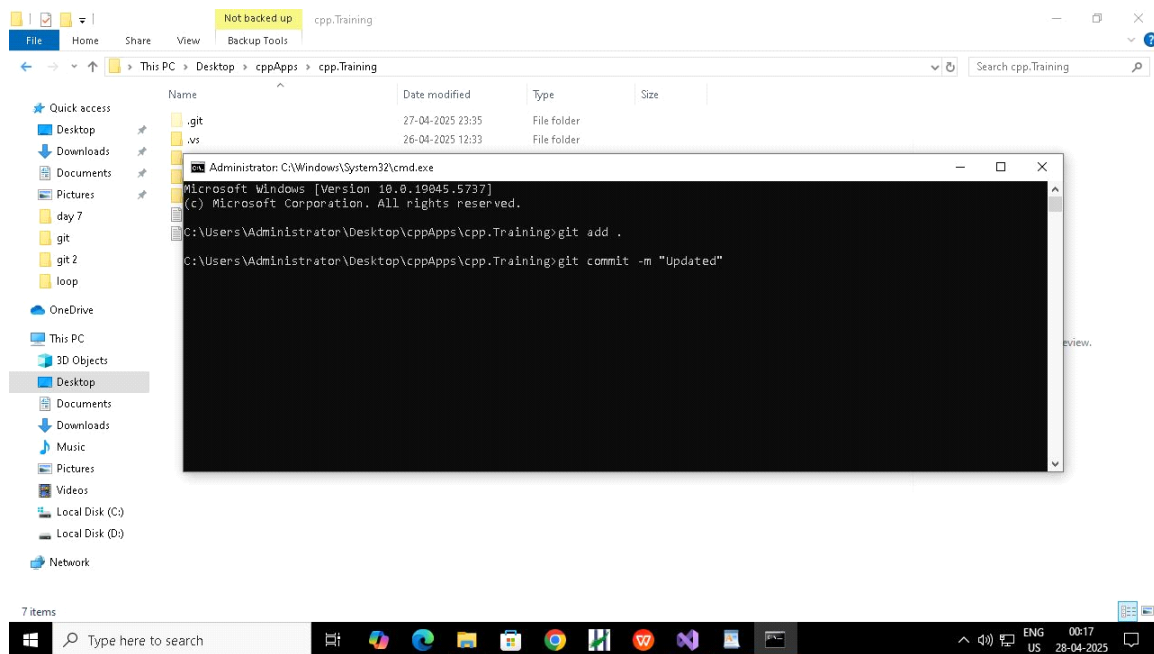 Not backed up
cpp.Training
File
Home
Share
View
Backup Tools
This PC > Desktop > cppApps > cpp.Training
Search cpp.Training
Name
Date modified
Type
Size
Quick access
Desktop
Downloads
Documents
Pictures
day 7
git
git 2
loop
OneDrive
This PC
3D Objects
Desktop
Documents
Downloads
Music
Pictures
Videos
Local Disk (C:)
Local Disk (D:)
Network
.git 27-04-2025 23:35 File folder
.vs 26-04-2025 12:33 File folder
Administrator: C:\Windows\System32\cmd.exe
Microsoft Windows [Version 10.0.19045.5737]
(c) Microsoft Corporation. All rights reserved.
C:\Users\Administrator\Desktop\cppApps\cpp.Training>git add .
C:\Users\Administrator\Desktop\cppApps\cpp.Training>git commit -m "Updated"
eview.
7 items
Type here to search
ENG
US
00:17
28-04-2025